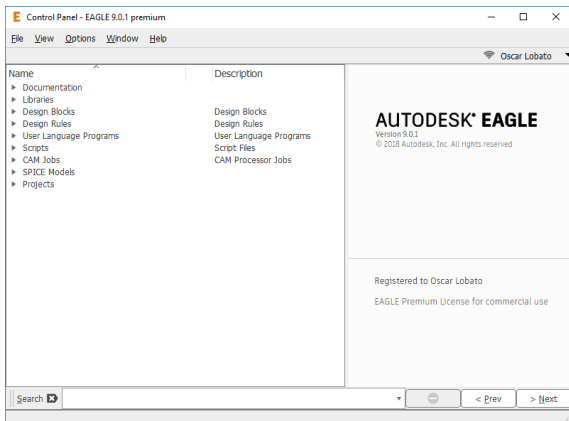 E Control Panel - EAGLE 9.0.1 premium
File View Options Window Help
Oscar Lobato
Name Description
Documentation
Libraries
Design Blocks Design Blocks
Design Rules Design Rules
User Language Programs User Language Programs
Scripts Script Files
CAM Jobs CAM Processor Jobs
SPICE Models
Projects
AUTODESK® EAGLE
Version 9.0.1
© 2018 Autodesk, Inc. All rights reserved
Registered to Oscar Lobato
EAGLE Premium License for commercial use
Search < Prev > Next